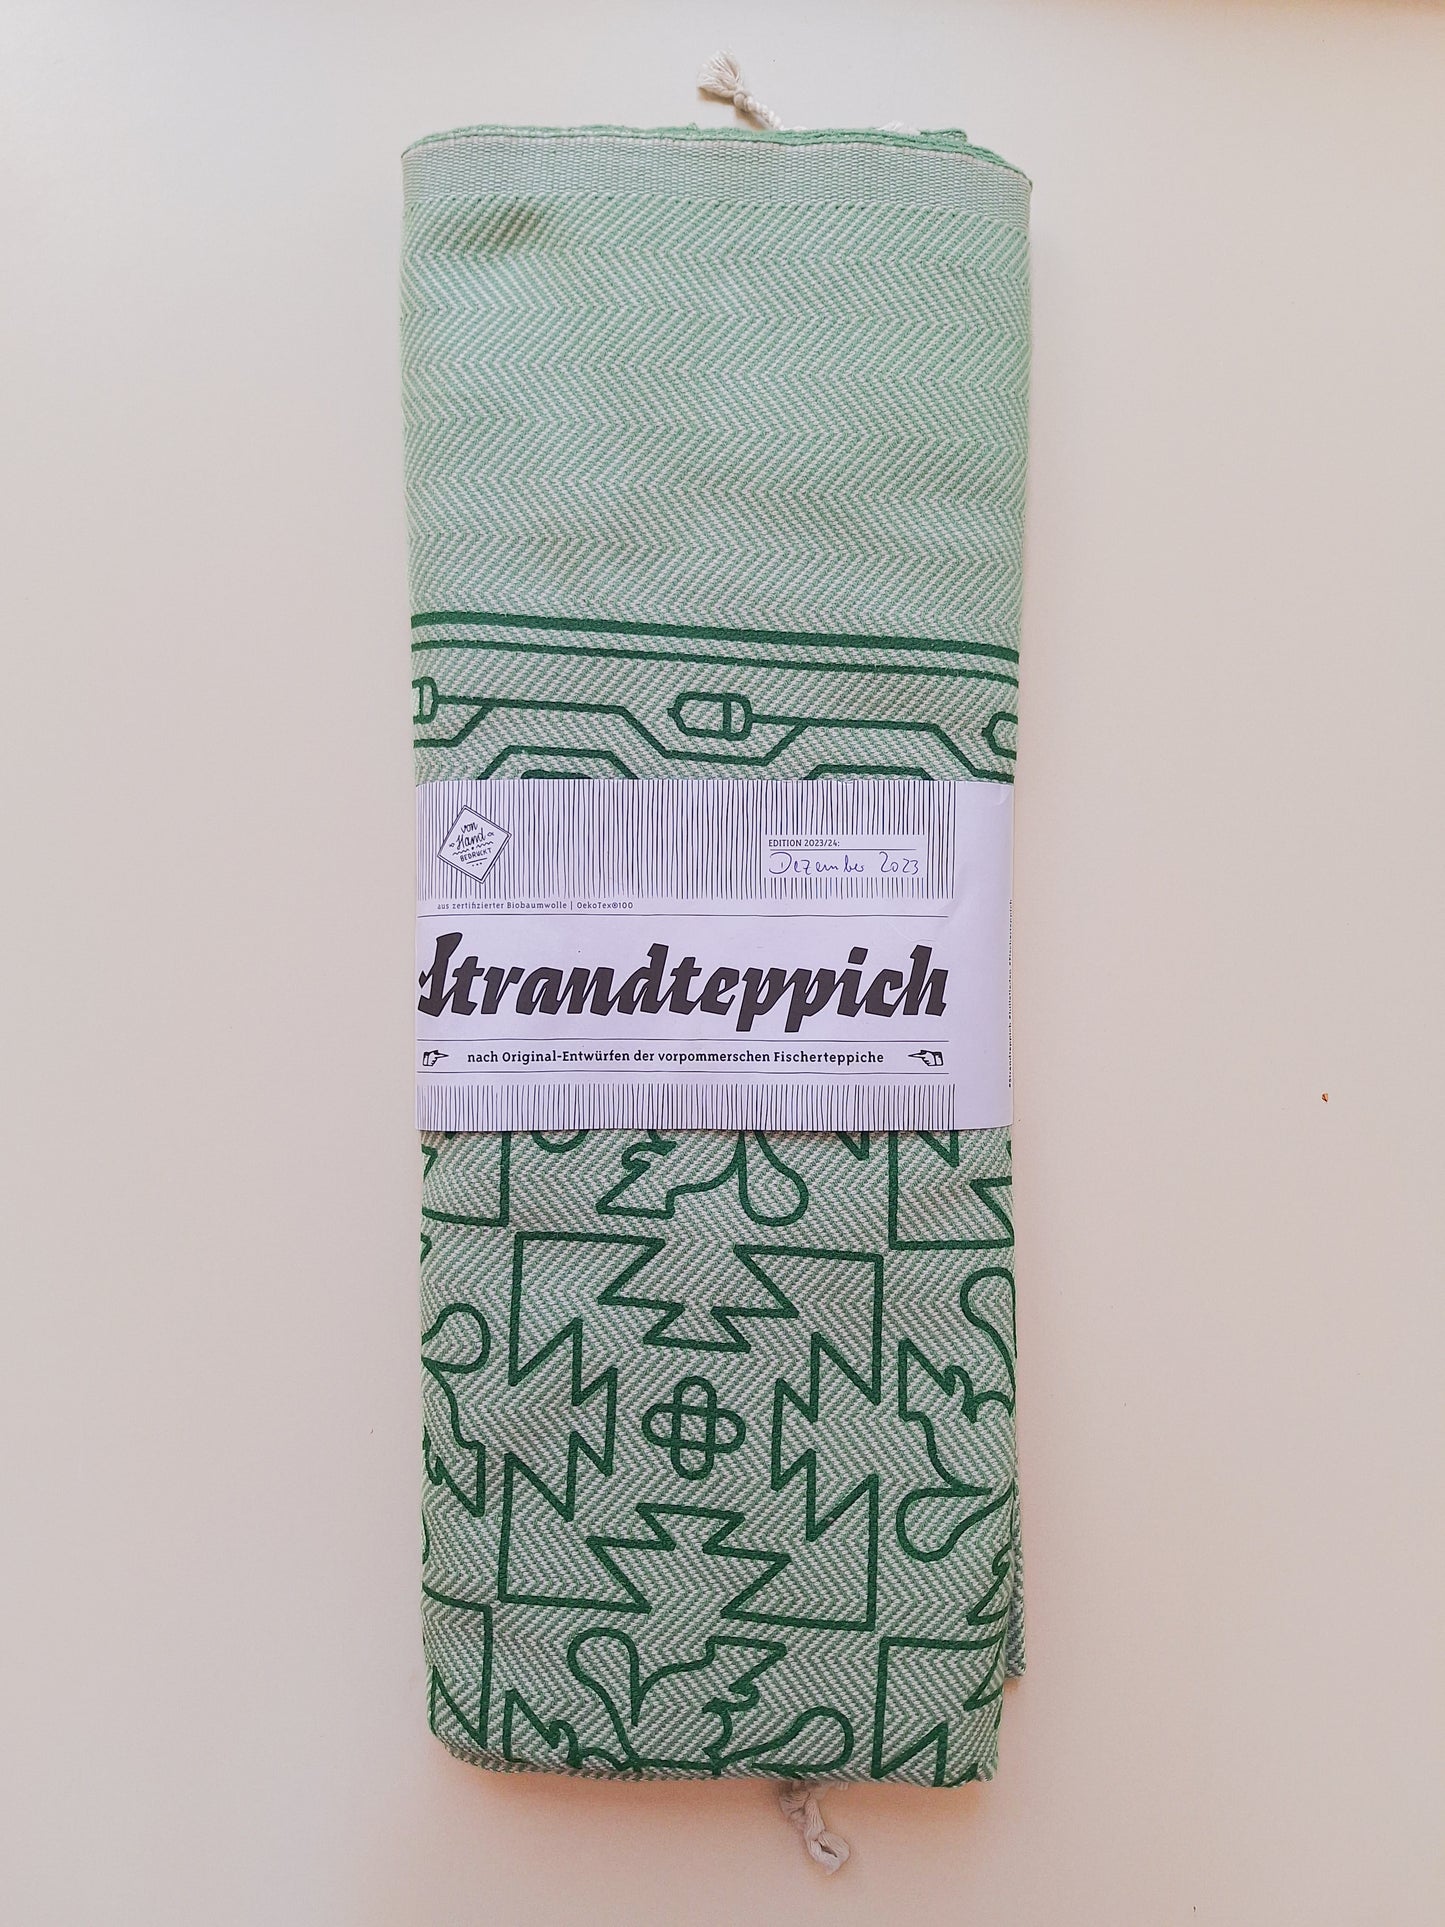 von
Hand
BEDRUCKT
EDITION 2023/24:
Dezember 2023
aus zertifizierter Biobaumwolle | OekoTex®100
Strandteppich
nach Original-Entwürfen der vorpommerschen Fischerteppiche